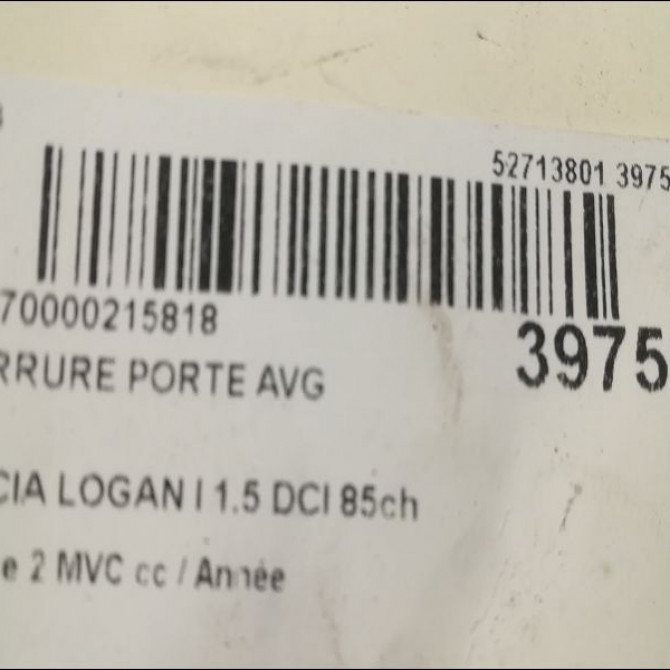 52713801 3975
70000215818
3975
RRURE PORTE AVG
CIA LOGAN I 1.5 DCI 85ch
e 2 MVC cc / Année